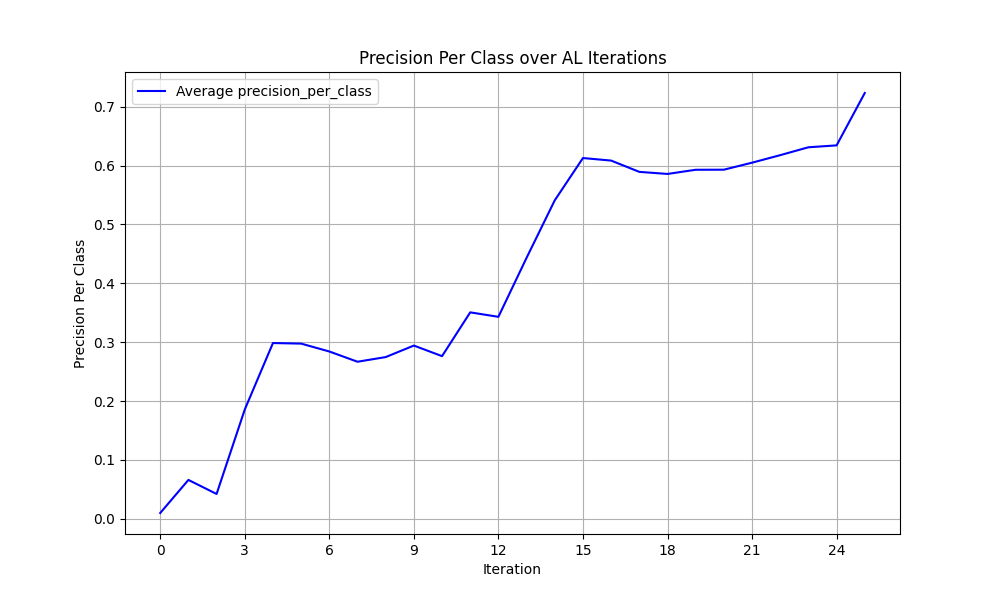 Precision Per Class over AL Iterations
Average precision_per_class
Precision Per Class
0.7
0.6
0.5
0.4
0.3
0.2
0.1
0.0
0 3 6 9 12 15 18 21 24
Iteration